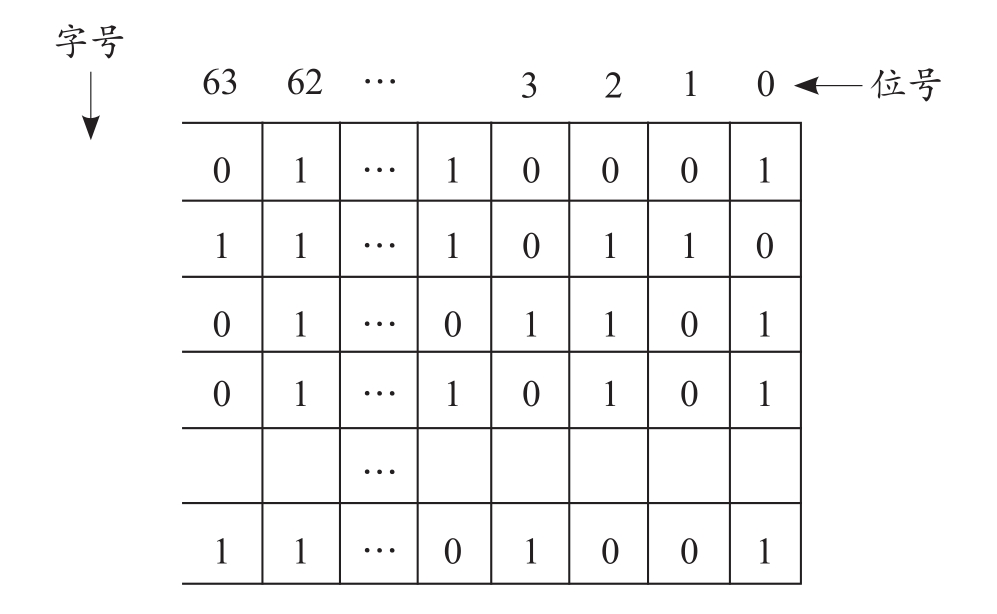 字号
63 62 … 3 2 1 0 位号
0 1 … 1 0 0 0 1
1 1 … 1 0 1 1 0
0 1 … 0 1 1 0 1
0 1 … 1 0 1 0 1
…
1 1 … 0 1 0 0 1